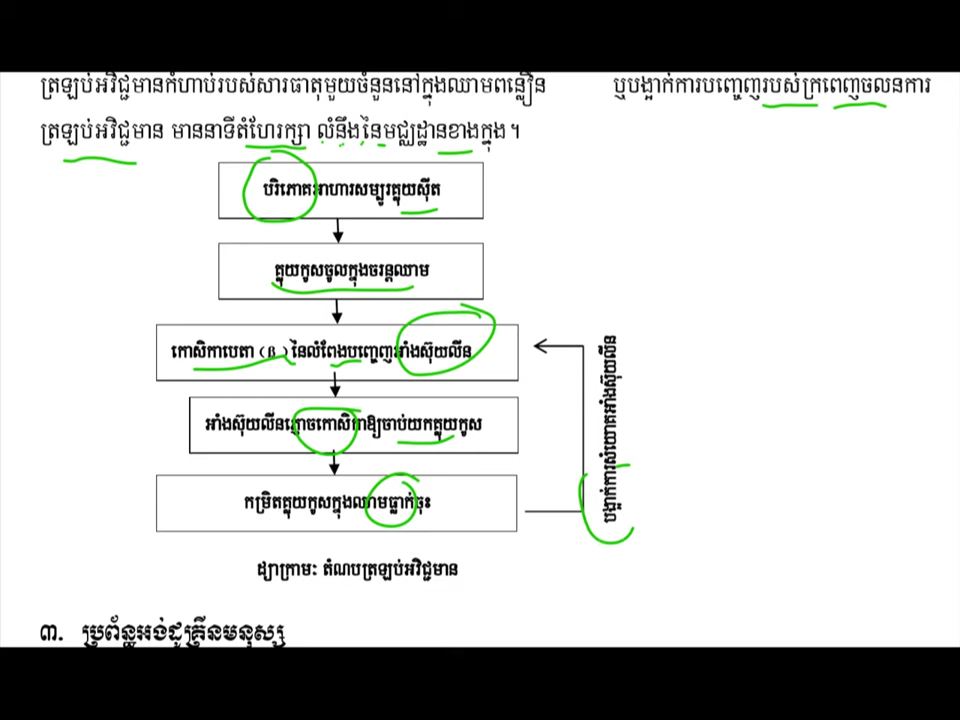 ត្រឡប់អវិជ្ជមានកំហាប់របស់សារធាតុមួយចំនួននៅក្នុងឈាមពន្លឿន ឬបង្អាក់ការបញ្ចេញរបស់ក្រពេញចលនការ
ត្រឡប់អវិជ្ជមាន មាននាទីតំហែរក្សា លំនឹងនៃមជ្ឈដ្ឋានខាងក្នុង។
បរិភោគអាហារសម្បូរគ្លុយស៊ីត
គ្លុយកូសចូលក្នុងចរន្តឈាម
កោសិកាបេតា (ß) នៃលំពែងបញ្ចេញអាំងស៊ុយលីន
អាំងស៊ុយលីនភ្ញោចកោសិកាឱ្យចាប់យកគ្លុយកូស
កម្រិតគ្លុយកូសក្នុងឈាមធ្លាក់ចុះ
បង្អាក់ការសំយោគអាំងស៊ុយលីន
ដ្យាក្រាមៈ តំណបត្រឡប់អវិជ្ជមាន
៣. ប្រព័ន្ធអង់ដូគ្រីនមនុស្ស